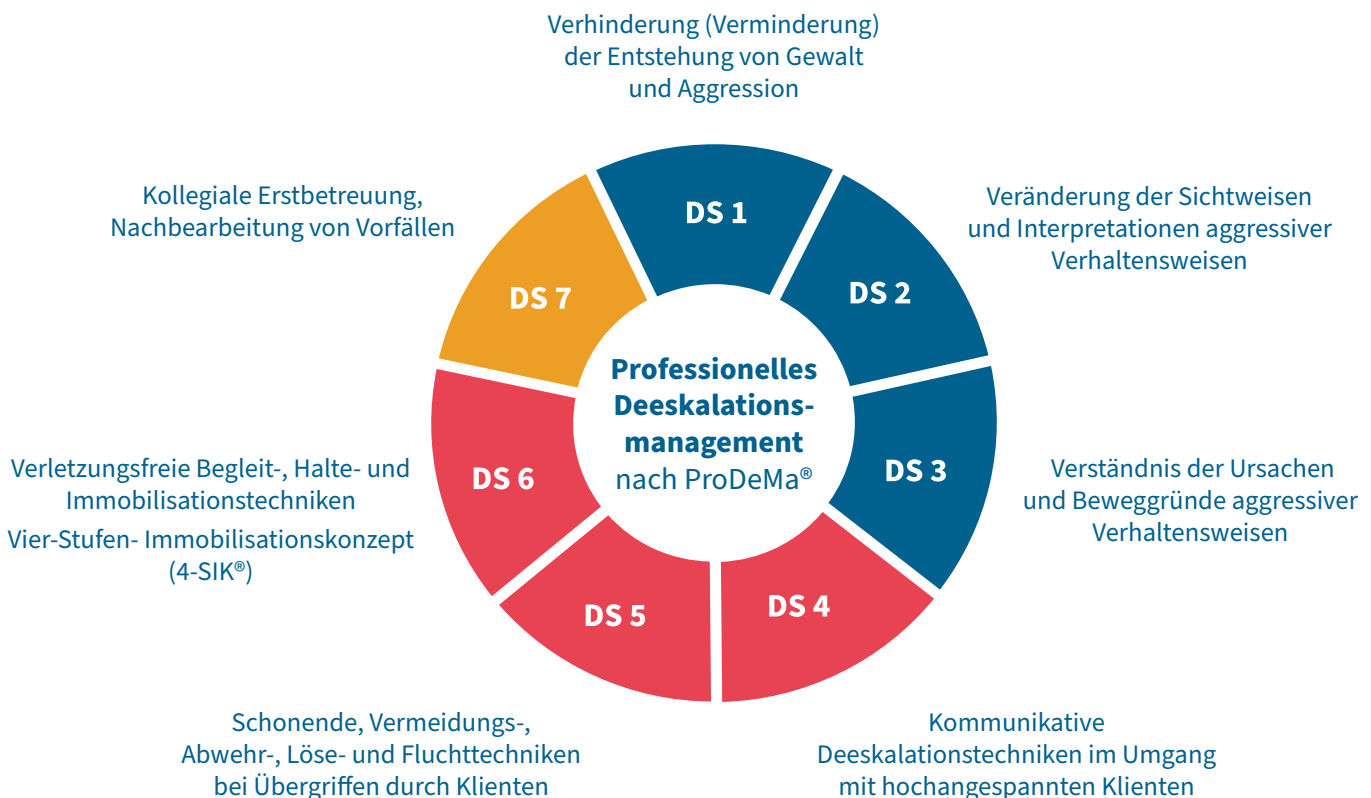 Verhinderung (Verminderung)
der Entstehung von Gewalt
und Aggression
DS 1
Veränderung der Sichtweisen
und Interpretationen aggressiver
Verhaltensweisen
DS 2
Verständnis der Ursachen
und Beweggründe aggressiver
Verhaltensweisen
DS 3
Kommunikative
Deeskalationstechniken im Umgang
mit hochangespannten Klienten
DS 4
Schonende, Vermeidungs-,
Abwehr-, Löse- und Fluchttechniken
bei Übergriffen durch Klienten
DS 5
Verletzungsfreie Begleit-, Halte- und
Immobilisationstechniken
Vier-Stufen- Immobilisationskonzept
(4-SIK®)
DS 6
Kollegiale Erstbetreuung,
Nachbearbeitung von Vorfällen
DS 7
Professionelles
Deeskalations-
management
nach ProDeMa®